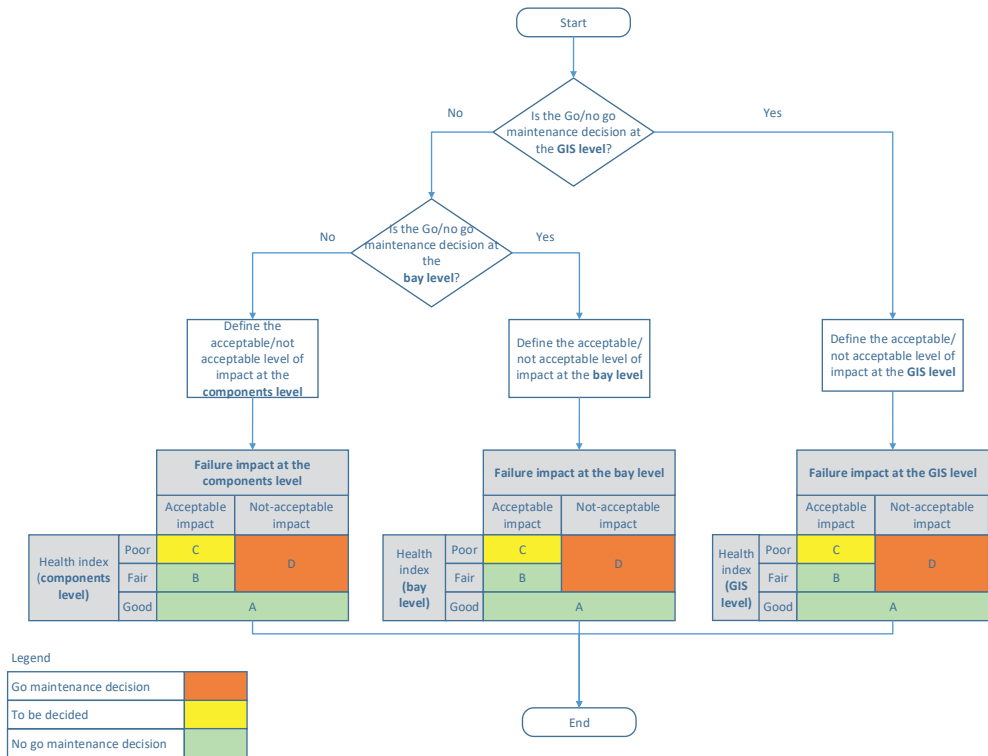 Start
Is the Go/no go
maintenance decision at
the GIS level?
No
Yes
Is the Go/no go
maintenance decision at
the
bay level?
No
Yes
Define the
acceptable/not
acceptable level of
impact at the
components level
Define the acceptable/
not acceptable level of
impact at the bay level
Define the acceptable/
not acceptable level of
impact at the GIS level
Failure impact at the
components level
Acceptable
impact
Not-acceptable
impact
Health index
(components
level)
Poor
C
D
Fair
B
Good
A
Failure impact at the bay level
Acceptable
impact
Not-acceptable
impact
Health
index
(bay
level)
Poor
C
D
Fair
B
Good
A
Failure impact at the GIS level
Acceptable
impact
Not-acceptable
impact
Health
index
(GIS
level)
Poor
C
D
Fair
B
Good
A
Legend
Go maintenance decision
To be decided
No go maintenance decision
End